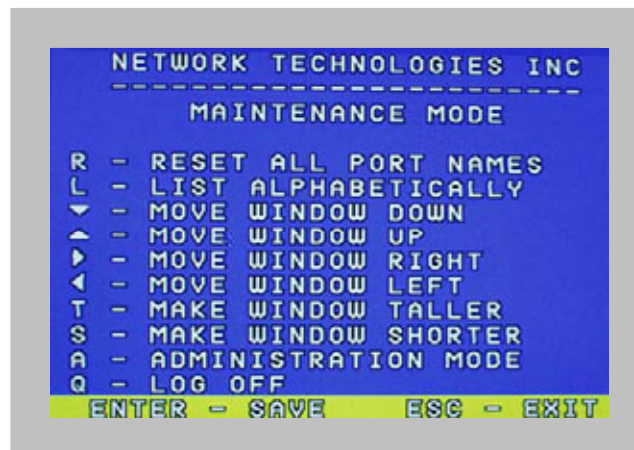 NETWORK TECHNOLOGIES INC
------------------------
MAINTENANCE MODE
R - RESET ALL PORT NAMES
L - LIST ALPHABETICALLY
▼ - MOVE WINDOW DOWN
▲ - MOVE WINDOW UP
▶ - MOVE WINDOW RIGHT
◀ - MOVE WINDOW LEFT
T - MAKE WINDOW TALLER
S - MAKE WINDOW SHORTER
A - ADMINISTRATION MODE
Q - LOG OFF
ENTER - SAVE ESC - EXIT